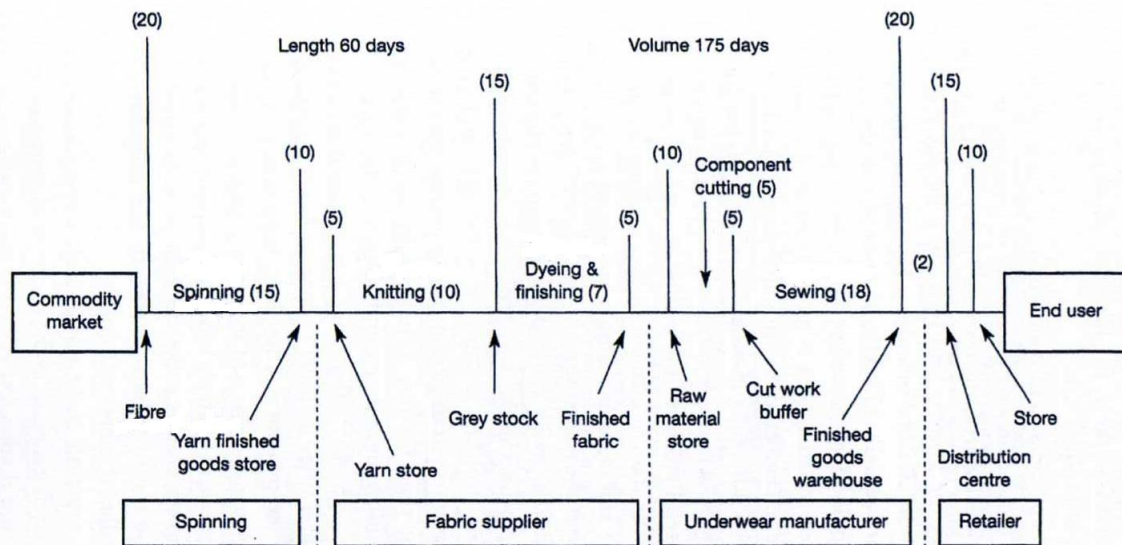 (20)
Length 60 days
Volume 175 days
(20)
(15)
(15)
(10)
(10)
Component
cutting (5)
(10)
(5)
(5)
(5)
Dyeing &
finishing (7)
(2)
Commodity
market
Spinning (15)
Knitting (10)
Sewing (18)
End user
Fibre
Yarn finished
goods store
Yarn store
Grey stock
Finished
fabric
Raw
material
store
Cut work
buffer
Finished
goods
warehouse
Distribution
centre
Store
Spinning
Fabric supplier
Underwear manufacturer
Retailer